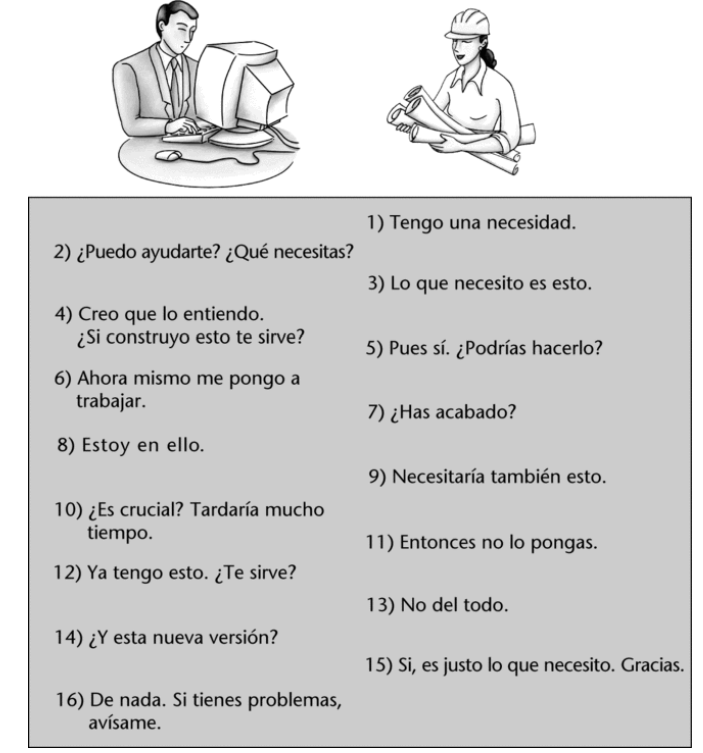 1) Tengo una necesidad.
2) ¿Puedo ayudarte? ¿Qué necesitas?
3) Lo que necesito es esto.
4) Creo que lo entiendo.
¿Si construyo esto te sirve?
5) Pues sí. ¿Podrías hacerlo?
6) Ahora mismo me pongo a
trabajar.
7) ¿Has acabado?
8) Estoy en ello.
9) Necesitaría también esto.
10) ¿Es crucial? Tardaría mucho
tiempo.
11) Entonces no lo pongas.
12) Ya tengo esto. ¿Te sirve?
13) No del todo.
14) ¿Y esta nueva versión?
15) Si, es justo lo que necesito. Gracias.
16) De nada. Si tienes problemas,
avísame.